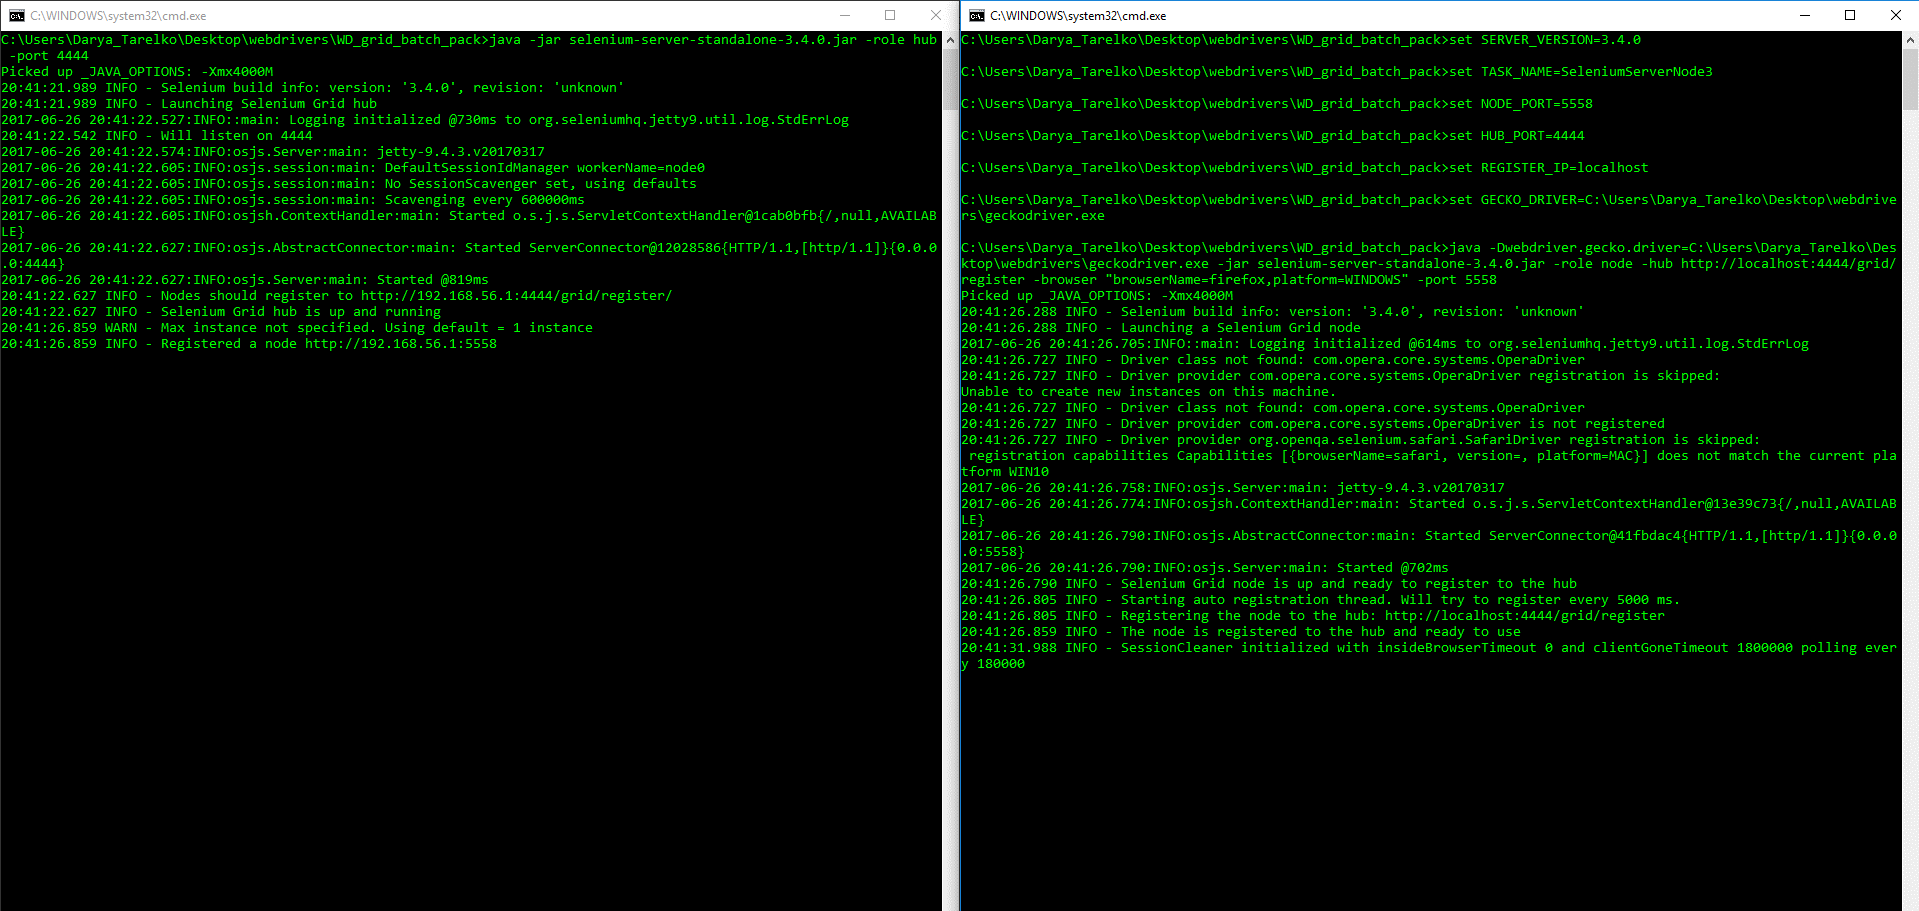 C:\WINDOWS\system32\cmd.exe
C:\Users\Darya_Tarelko\Desktop\webdrivers\WD_grid_batch_pack>java -jar selenium-server-standalone-3.4.0.jar -role hub
 -port 4444
Picked up _JAVA_OPTIONS: -Xmx4000M
20:41:21.989 INFO - Selenium build info: version: '3.4.0', revision: 'unknown'
20:41:21.989 INFO - Launching Selenium Grid hub
2017-06-26 20:41:22.527:INFO::main: Logging initialized @730ms to org.seleniumhq.jetty9.util.log.StdErrLog
20:41:22.542 INFO - Will listen on 4444
2017-06-26 20:41:22.574:INFO:osjs.Server:main: jetty-9.4.3.v20170317
2017-06-26 20:41:22.605:INFO:osjs.session:main: DefaultSessionIdManager workerName=node0
2017-06-26 20:41:22.605:INFO:osjs.session:main: No SessionScavenger set, using defaults
2017-06-26 20:41:22.605:INFO:osjs.session:main: Scavenging every 600000ms
2017-06-26 20:41:22.605:INFO:osjsh.ContextHandler:main: Started o.s.j.s.ServletContextHandler@1cab0bfb{/,null,AVAILAB
LE}
2017-06-26 20:41:22.627:INFO:osjs.AbstractConnector:main: Started ServerConnector@12028586{HTTP/1.1,[http/1.1]}{0.0.0
.0:4444}
2017-06-26 20:41:22.627:INFO:osjs.Server:main: Started @819ms
20:41:22.627 INFO - Nodes should register to http://192.168.56.1:4444/grid/register/
20:41:22.627 INFO - Selenium Grid hub is up and running
20:41:26.859 WARN - Max instance not specified. Using default = 1 instance
20:41:26.859 INFO - Registered a node http://192.168.56.1:5558
C:\WINDOWS\system32\cmd.exe
C:\Users\Darya_Tarelko\Desktop\webdrivers\WD_grid_batch_pack>set SERVER_VERSION=3.4.0
C:\Users\Darya_Tarelko\Desktop\webdrivers\WD_grid_batch_pack>set TASK_NAME=SeleniumServerNode3
C:\Users\Darya_Tarelko\Desktop\webdrivers\WD_grid_batch_pack>set NODE_PORT=5558
C:\Users\Darya_Tarelko\Desktop\webdrivers\WD_grid_batch_pack>set HUB_PORT=4444
C:\Users\Darya_Tarelko\Desktop\webdrivers\WD_grid_batch_pack>set REGISTER_IP=localhost
C:\Users\Darya_Tarelko\Desktop\webdrivers\WD_grid_batch_pack>set GECKO_DRIVER=C:\Users\Darya_Tarelko\Desktop\webdrive
rs\geckodriver.exe
C:\Users\Darya_Tarelko\Desktop\webdrivers\WD_grid_batch_pack>java -Dwebdriver.gecko.driver=C:\Users\Darya_Tarelko\Des
ktop\webdrivers\geckodriver.exe -jar selenium-server-standalone-3.4.0.jar -role node -hub http://localhost:4444/grid/
register -browser "browserName=firefox,platform=WINDOWS" -port 5558
Picked up _JAVA_OPTIONS: -Xmx4000M
20:41:26.288 INFO - Selenium build info: version: '3.4.0', revision: 'unknown'
20:41:26.288 INFO - Launching a Selenium Grid node
2017-06-26 20:41:26.705:INFO::main: Logging initialized @614ms to org.seleniumhq.jetty9.util.log.StdErrLog
20:41:26.727 INFO - Driver class not found: com.opera.core.systems.OperaDriver
20:41:26.727 INFO - Driver provider com.opera.core.systems.OperaDriver registration is skipped:
Unable to create new instances on this machine.
20:41:26.727 INFO - Driver class not found: com.opera.core.systems.OperaDriver
20:41:26.727 INFO - Driver provider com.opera.core.systems.OperaDriver is not registered
20:41:26.727 INFO - Driver provider org.openqa.selenium.safari.SafariDriver registration is skipped:
 registration capabilities Capabilities [{browserName=safari, version=, platform=MAC}] does not match the current pla
tform WIN10
2017-06-26 20:41:26.758:INFO:osjs.Server:main: jetty-9.4.3.v20170317
2017-06-26 20:41:26.774:INFO:osjsh.ContextHandler:main: Started o.s.j.s.ServletContextHandler@13e39c73{/,null,AVAILAB
LE}
2017-06-26 20:41:26.790:INFO:osjs.AbstractConnector:main: Started ServerConnector@41fbdac4{HTTP/1.1,[http/1.1]}{0.0.0
.0:5558}
2017-06-26 20:41:26.790:INFO:osjs.Server:main: Started @702ms
20:41:26.790 INFO - Selenium Grid node is up and ready to register to the hub
20:41:26.805 INFO - Starting auto registration thread. Will try to register every 5000 ms.
20:41:26.805 INFO - Registering the node to the hub: http://localhost:4444/grid/register
20:41:26.859 INFO - The node is registered to the hub and ready to use
20:41:31.988 INFO - SessionCleaner initialized with insideBrowserTimeout 0 and clientGoneTimeout 1800000 polling ever
y 180000